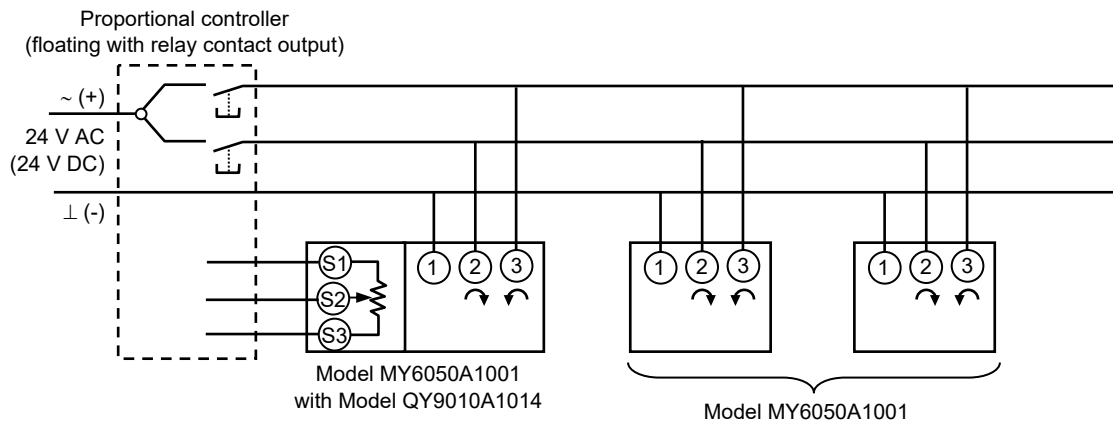 Proportional controller
(floating with relay contact output)
~ (+)
24 V AC
(24 V DC)
⊥ (-)
S1
S2
S3
1 2 3
1 2 3
1 2 3
Model MY6050A1001
with Model QY9010A1014
Model MY6050A1001